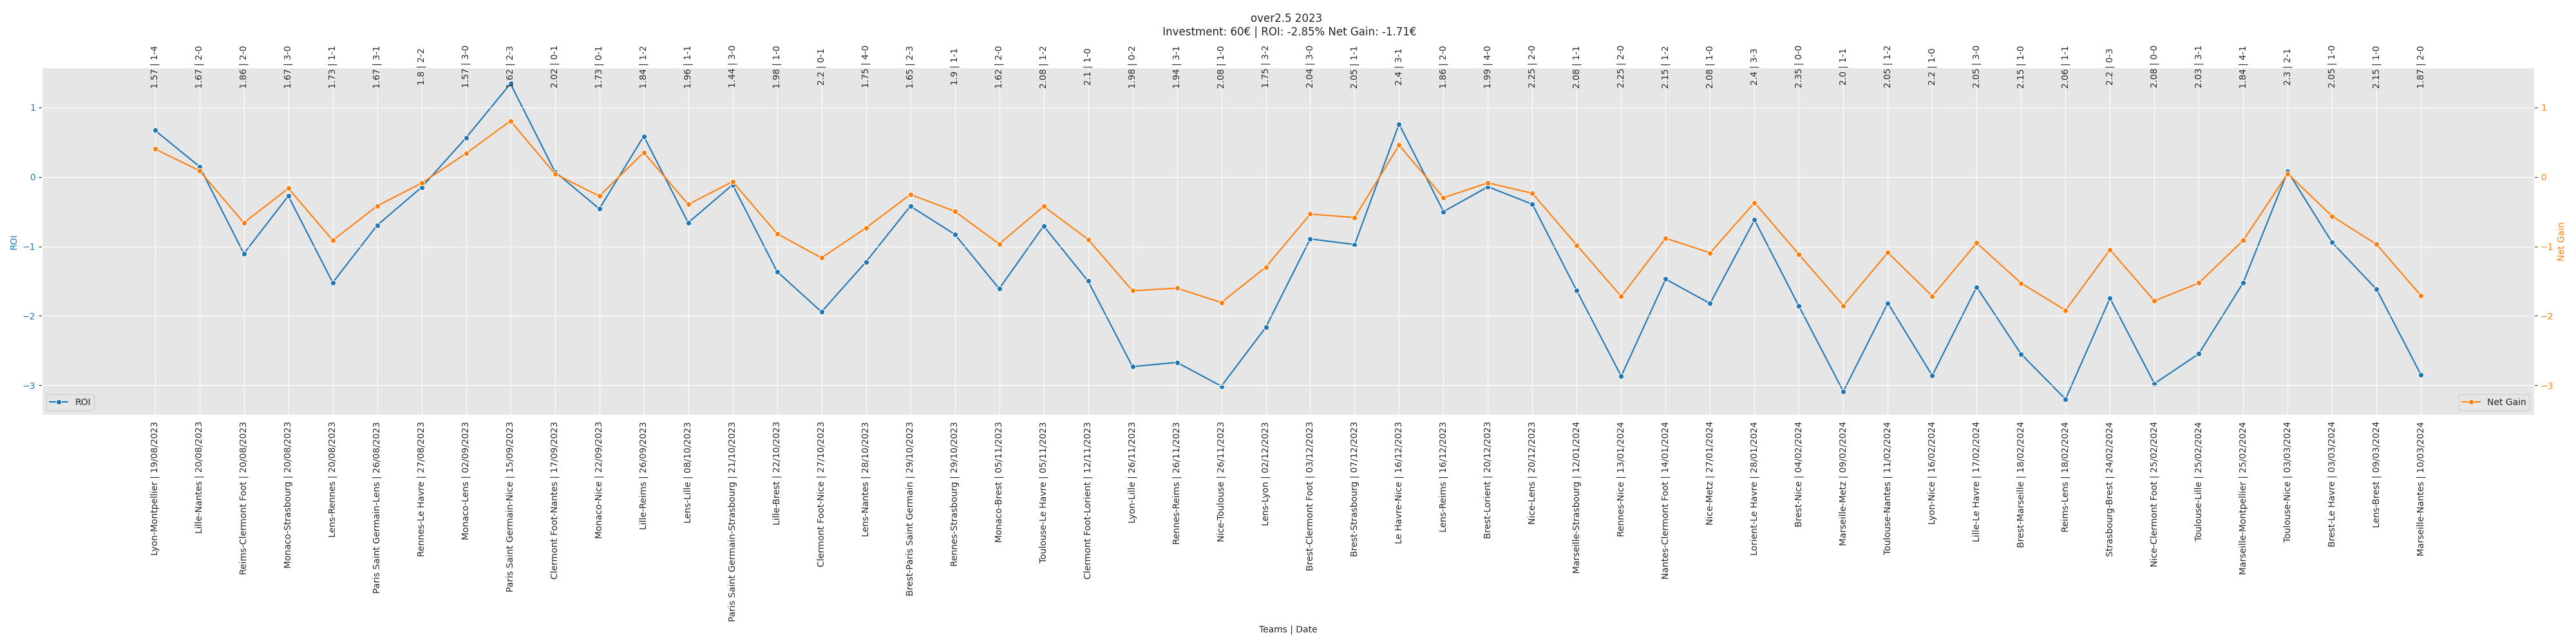 over2.5 2023
Investment: 60€ | ROI: -2.85% Net Gain: -1.71€
1.57 | 1-4
1.67 | 2-0
1.86 | 2-0
1.67 | 3-0
1.73 | 1-1
1.67 | 3-1
1.8 | 2-2
1.57 | 3-0
1.62 | 2-3
2.02 | 0-1
1.73 | 0-1
1.84 | 1-2
1.96 | 1-1
1.44 | 3-0
1.98 | 1-0
2.2 | 0-1
1.75 | 4-0
1.65 | 2-3
1.9 | 1-1
1.62 | 2-0
2.08 | 1-2
2.1 | 1-0
1.98 | 0-2
1.94 | 3-1
2.08 | 1-0
1.75 | 3-2
2.04 | 3-0
2.05 | 1-1
2.4 | 3-1
1.86 | 2-0
1.99 | 4-0
2.25 | 2-0
2.08 | 1-1
2.25 | 2-0
2.15 | 1-2
2.08 | 1-0
2.4 | 3-3
2.35 | 0-0
2.0 | 1-1
2.05 | 1-2
2.2 | 1-0
2.05 | 3-0
2.15 | 1-0
2.06 | 1-1
2.2 | 0-3
2.08 | 0-0
2.03 | 3-1
1.84 | 4-1
2.3 | 2-1
2.05 | 1-0
2.15 | 1-0
1.87 | 2-0
1
0
−1
−2
−3
ROI
1
0
−1
−2
−3
Net Gain
ROI
Net Gain
Lyon-Montpellier | 19/08/2023
Lille-Nantes | 20/08/2023
Reims-Clermont Foot | 20/08/2023
Monaco-Strasbourg | 20/08/2023
Lens-Rennes | 20/08/2023
Paris Saint Germain-Lens | 26/08/2023
Rennes-Le Havre | 27/08/2023
Monaco-Lens | 02/09/2023
Paris Saint Germain-Nice | 15/09/2023
Clermont Foot-Nantes | 17/09/2023
Monaco-Nice | 22/09/2023
Lille-Reims | 26/09/2023
Lens-Lille | 08/10/2023
Paris Saint Germain-Strasbourg | 21/10/2023
Lille-Brest | 22/10/2023
Clermont Foot-Nice | 27/10/2023
Lens-Nantes | 28/10/2023
Brest-Paris Saint Germain | 29/10/2023
Rennes-Strasbourg | 29/10/2023
Monaco-Brest | 05/11/2023
Toulouse-Le Havre | 05/11/2023
Clermont Foot-Lorient | 12/11/2023
Lyon-Lille | 26/11/2023
Rennes-Reims | 26/11/2023
Nice-Toulouse | 26/11/2023
Lens-Lyon | 02/12/2023
Brest-Clermont Foot | 03/12/2023
Brest-Strasbourg | 07/12/2023
Le Havre-Nice | 16/12/2023
Lens-Reims | 16/12/2023
Brest-Lorient | 20/12/2023
Nice-Lens | 20/12/2023
Marseille-Strasbourg | 12/01/2024
Rennes-Nice | 13/01/2024
Nantes-Clermont Foot | 14/01/2024
Nice-Metz | 27/01/2024
Lorient-Le Havre | 28/01/2024
Brest-Nice | 04/02/2024
Marseille-Metz | 09/02/2024
Toulouse-Nantes | 11/02/2024
Lyon-Nice | 16/02/2024
Lille-Le Havre | 17/02/2024
Brest-Marseille | 18/02/2024
Reims-Lens | 18/02/2024
Strasbourg-Brest | 24/02/2024
Nice-Clermont Foot | 25/02/2024
Toulouse-Lille | 25/02/2024
Marseille-Montpellier | 25/02/2024
Toulouse-Nice | 03/03/2024
Brest-Le Havre | 03/03/2024
Lens-Brest | 09/03/2024
Marseille-Nantes | 10/03/2024
Teams | Date